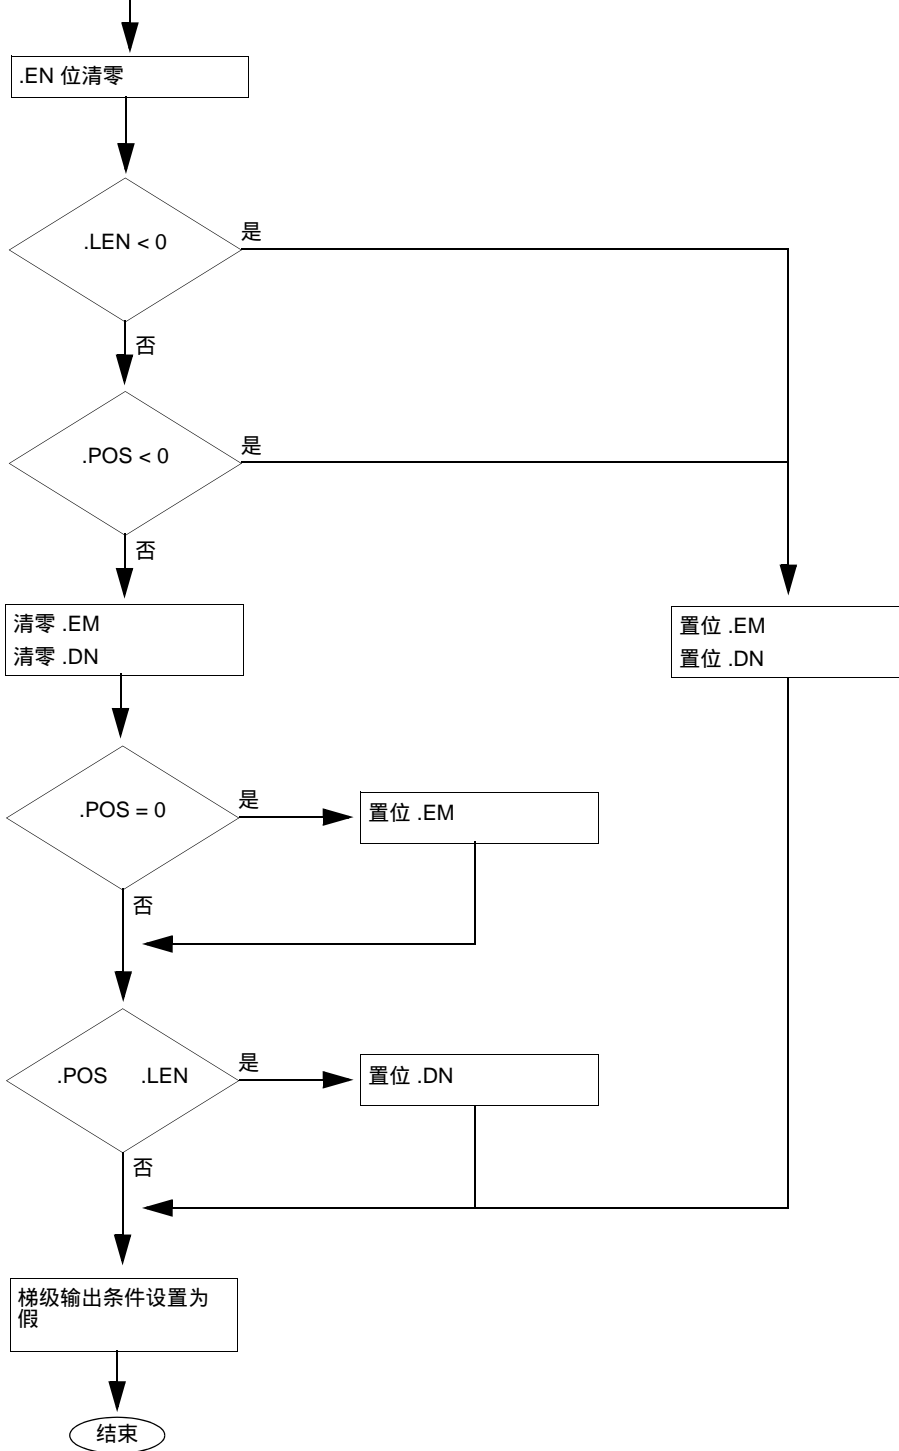 .EN 位清零
.LEN < 0
是
否
.POS < 0
是
否
清零 .EM
清零 .DN
置位 .EM
置位 .DN
.POS = 0
是
置位 .EM
否
.POS .LEN
是
置位 .DN
否
梯级输出条件设置为
假
结束